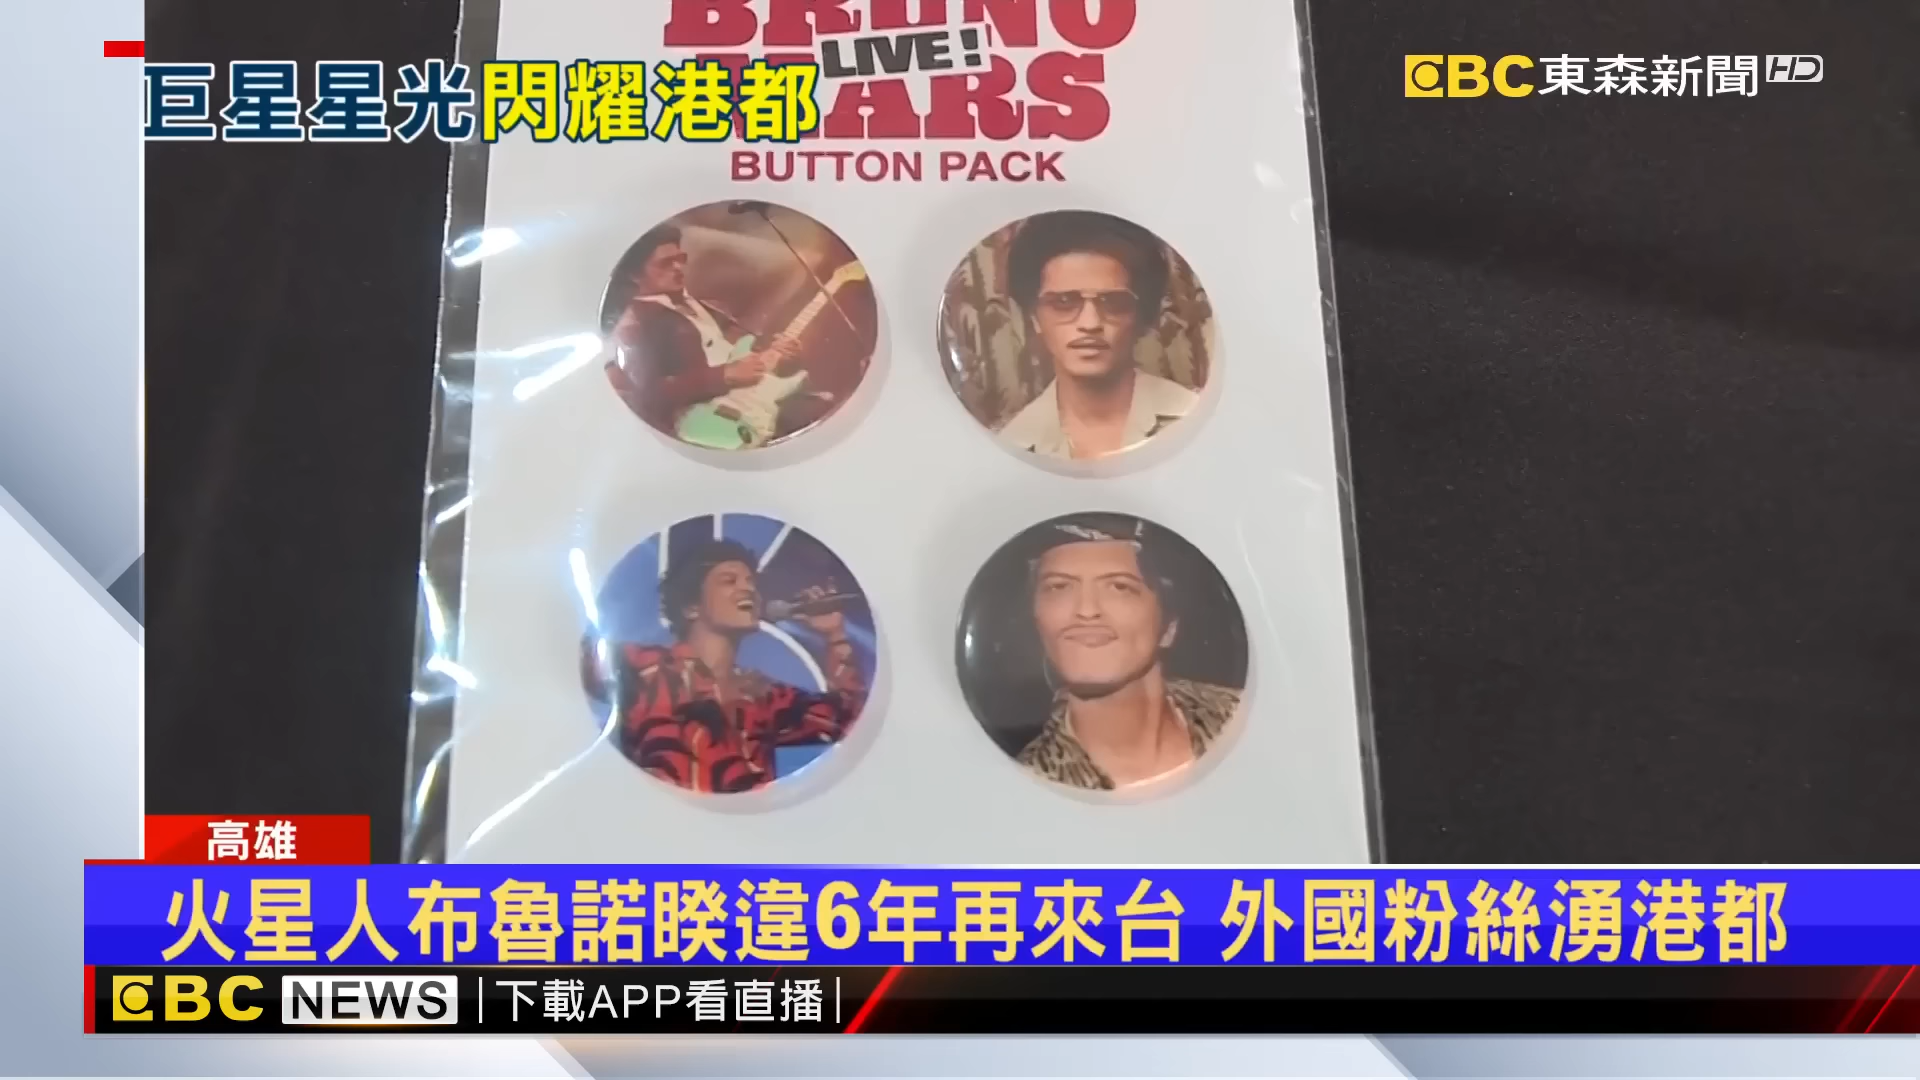 BRUNO
LIVE!
MARS
BUTTON PACK
巨星星光閃耀港都
EBC東森新聞HD
高雄
火星人布魯諾睽違6年再來台 外國粉絲湧港都
EBC NEWS 下載APP看直播